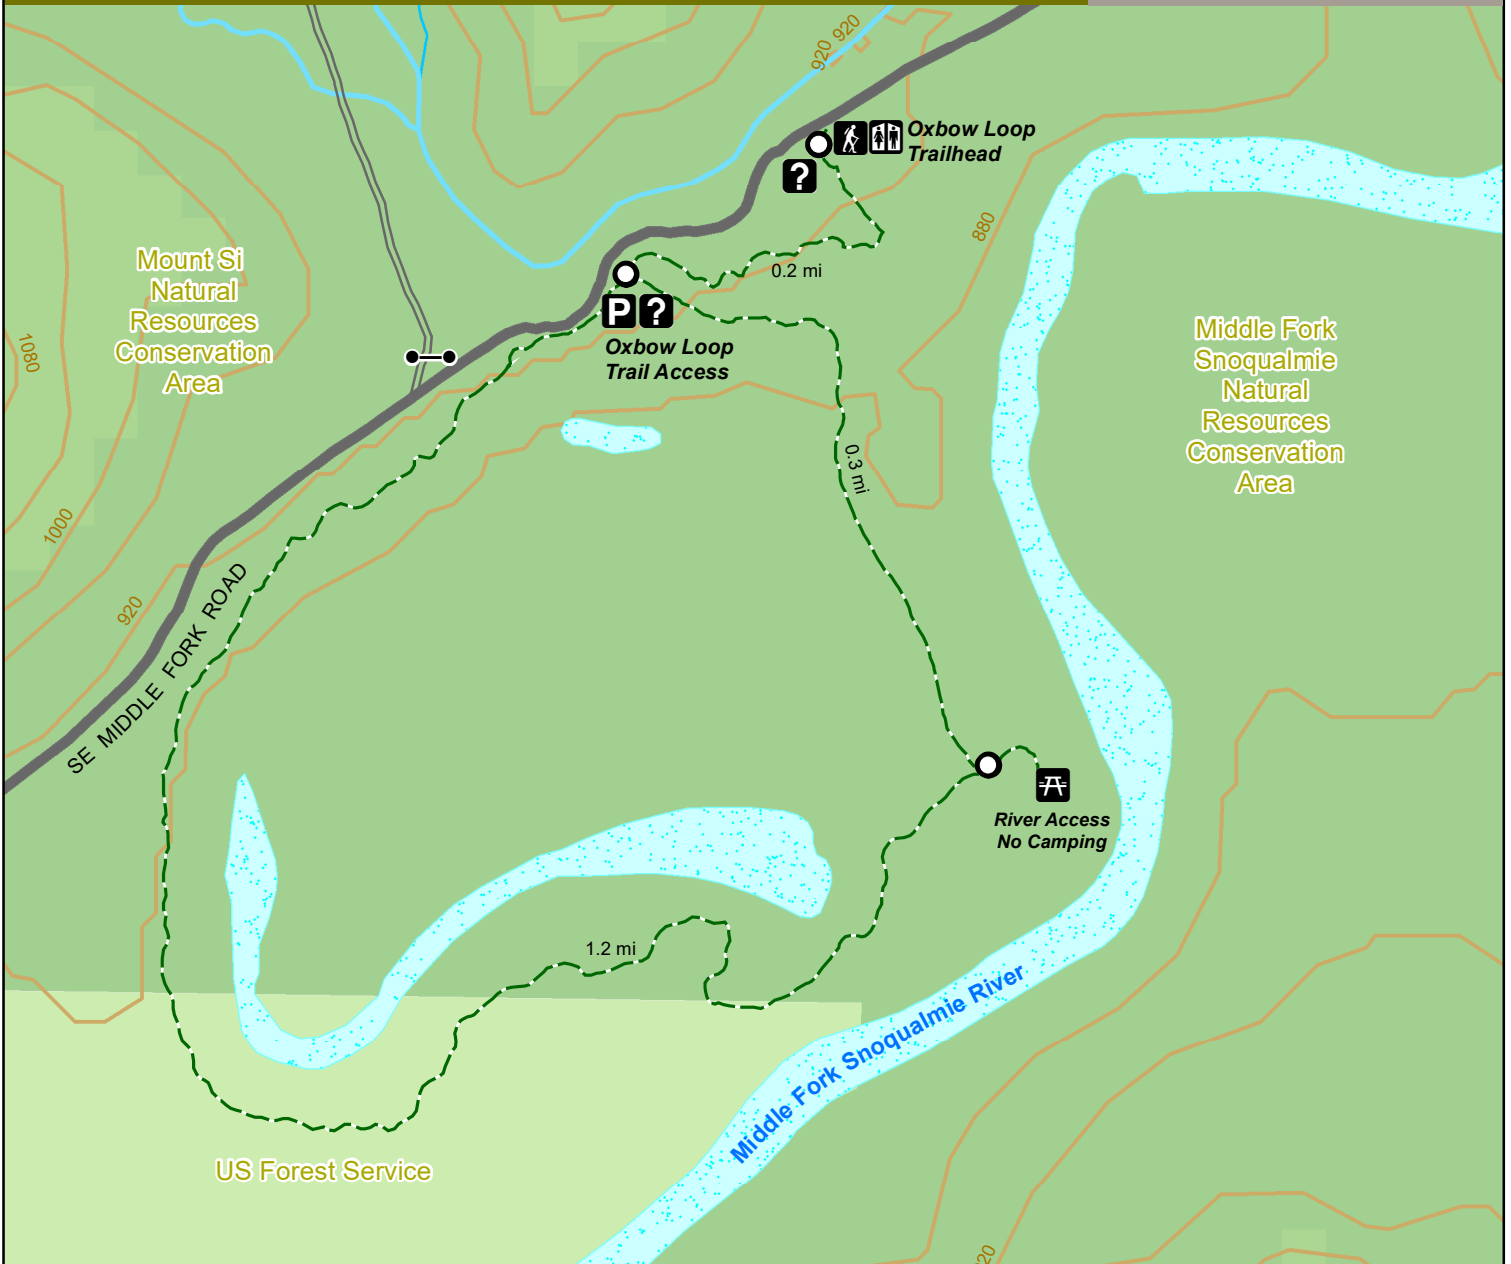 920
920
Oxbow Loop
Trailhead
?
880
0.2 mi
Mount Si
Natural
Resources
Conservation
Area
P ?
Oxbow Loop
Trail Access
Middle Fork
Snoqualmie
Natural
Resources
Conservation
Area
1080
0.3 mi
1000
920
SE MIDDLE FORK ROAD
River Access
No Camping
1.2 mi
Middle Fork Snoqualmie River
US Forest Service